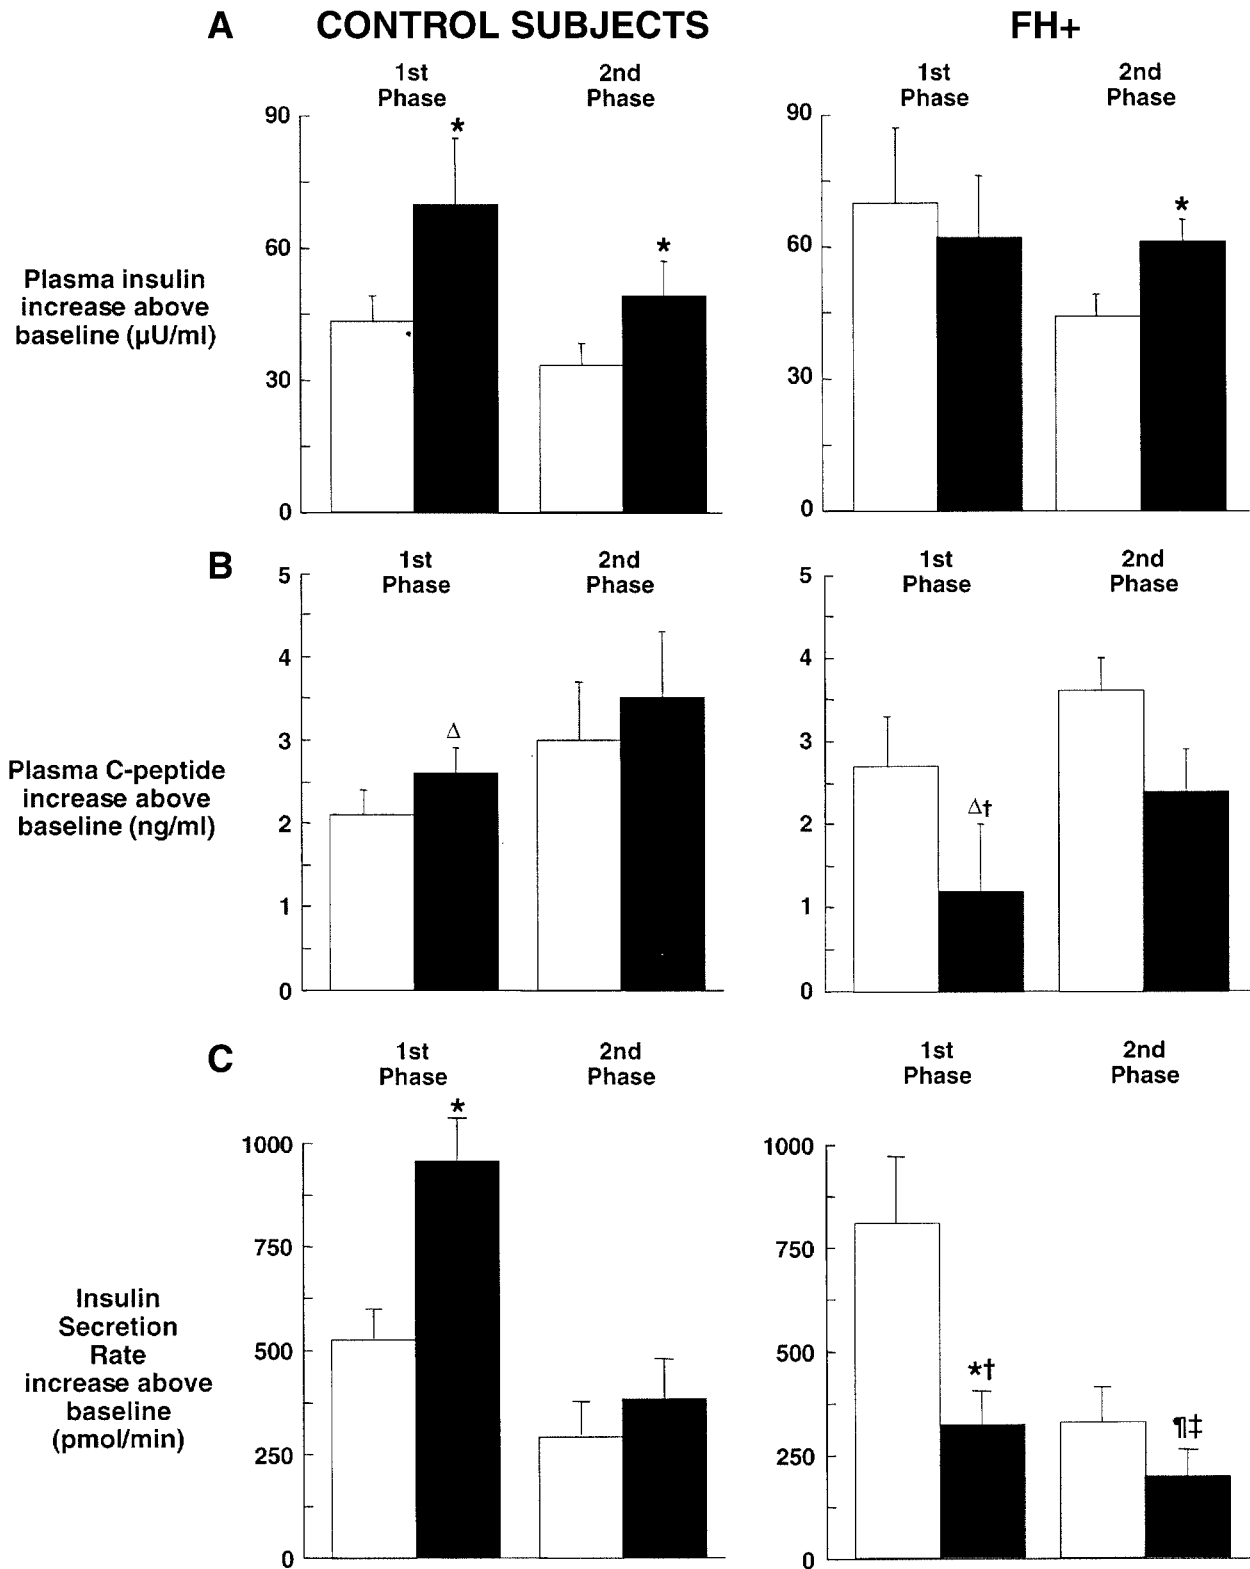 A CONTROL SUBJECTS FH+
1st 2nd 1st 2nd
Phase Phase Phase Phase
90 * 90
*
60 * 60
Plasma insulin
increase above
baseline (µU/ml)
30 30
0 0
B 1st 2nd 1st 2nd
Phase Phase Phase Phase
5 5
4 4
Δ
3 3
Plasma C-peptide
increase above
baseline (ng/ml)
Δ†
2 2
1 1
0 0
C 1st 2nd 1st 2nd
Phase Phase Phase Phase
*
1000 1000
750 750
500 500
Insulin
Secretion
Rate
increase above
baseline
(pmol/min)
*†
¶‡
250 250
0 0